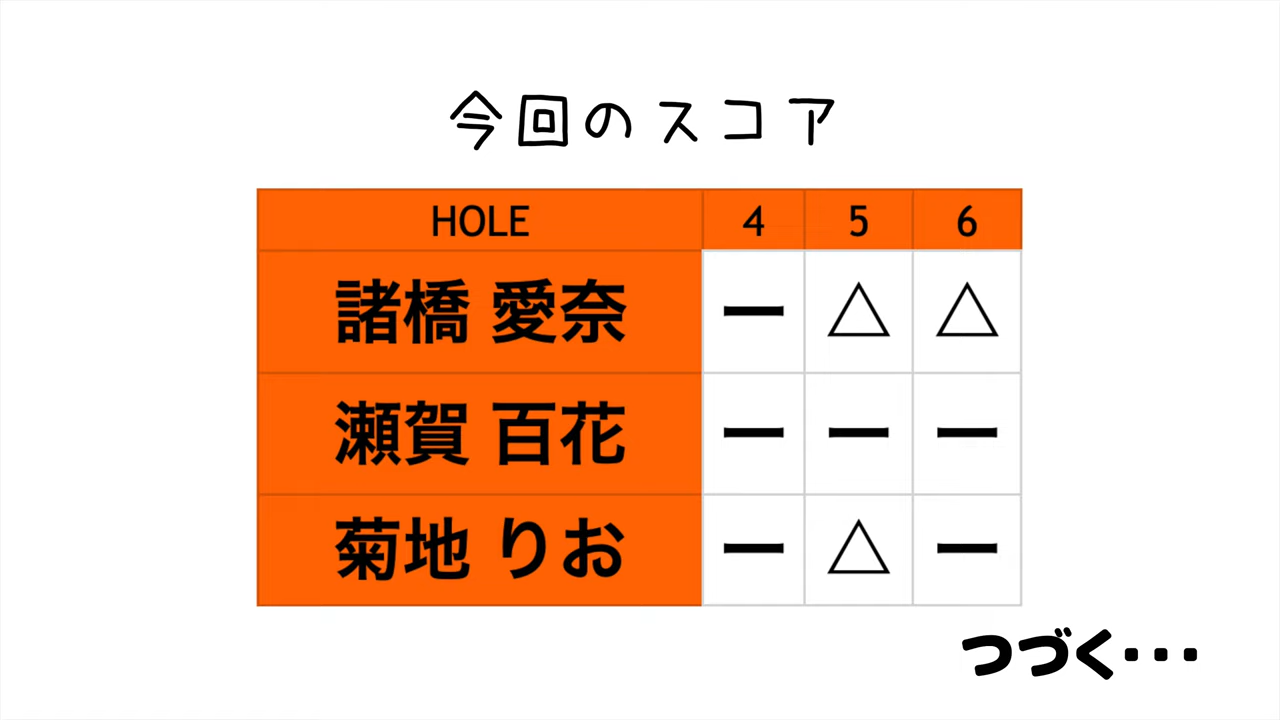 今回のスコア
HOLE 4 5 6
諸橋 愛奈 ー △ △
瀬賀 百花 ー ー ー
菊地 りお ー △ ー
つづく・・・